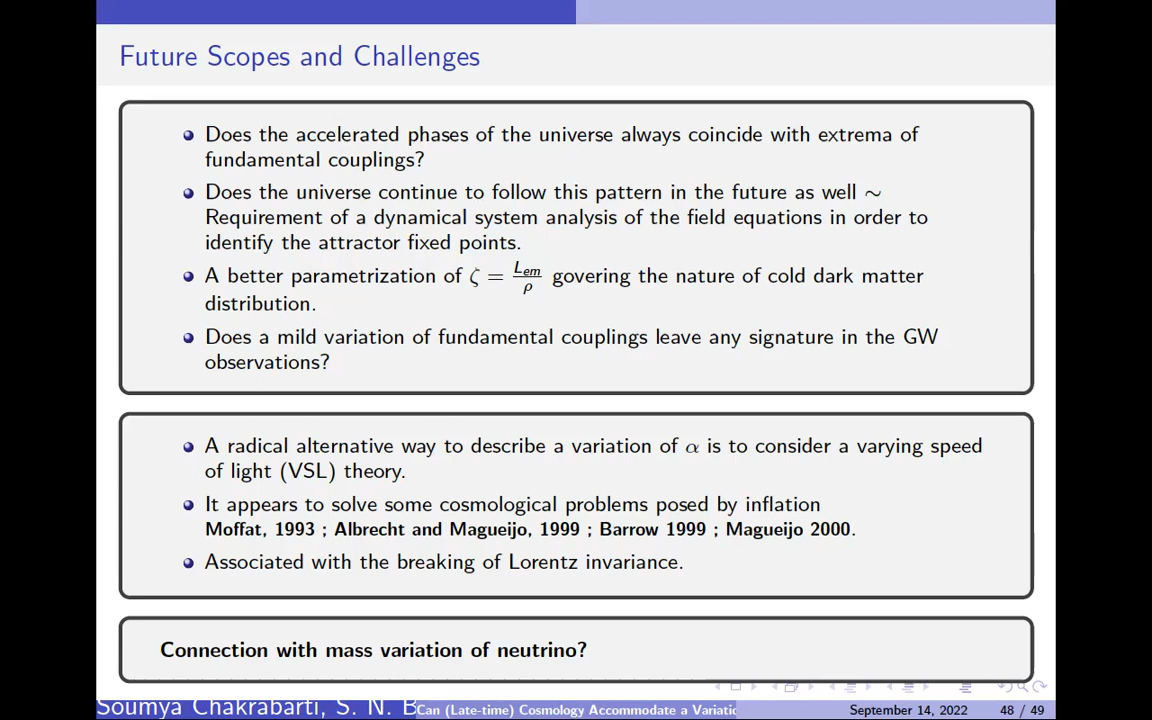 Future Scopes and Challenges
Does the accelerated phases of the universe always coincide with extrema of
fundamental couplings?
Does the universe continue to follow this pattern in the future as well ∼
Requirement of a dynamical system analysis of the field equations in order to
identify the attractor fixed points.
A better parametrization of ζ = L_em/ρ govering the nature of cold dark matter
distribution.
Does a mild variation of fundamental couplings leave any signature in the GW
observations?
A radical alternative way to describe a variation of α is to consider a varying speed
of light (VSL) theory.
It appears to solve some cosmological problems posed by inflation
Moffat, 1993 ; Albrecht and Magueijo, 1999 ; Barrow 1999 ; Magueijo 2000.
Associated with the breaking of Lorentz invariance.
Connection with mass variation of neutrino?
Soumya Chakrabarti, S. N. B Can (Late-time) Cosmology Accommodate a Variatio September 14, 2022 48 / 49